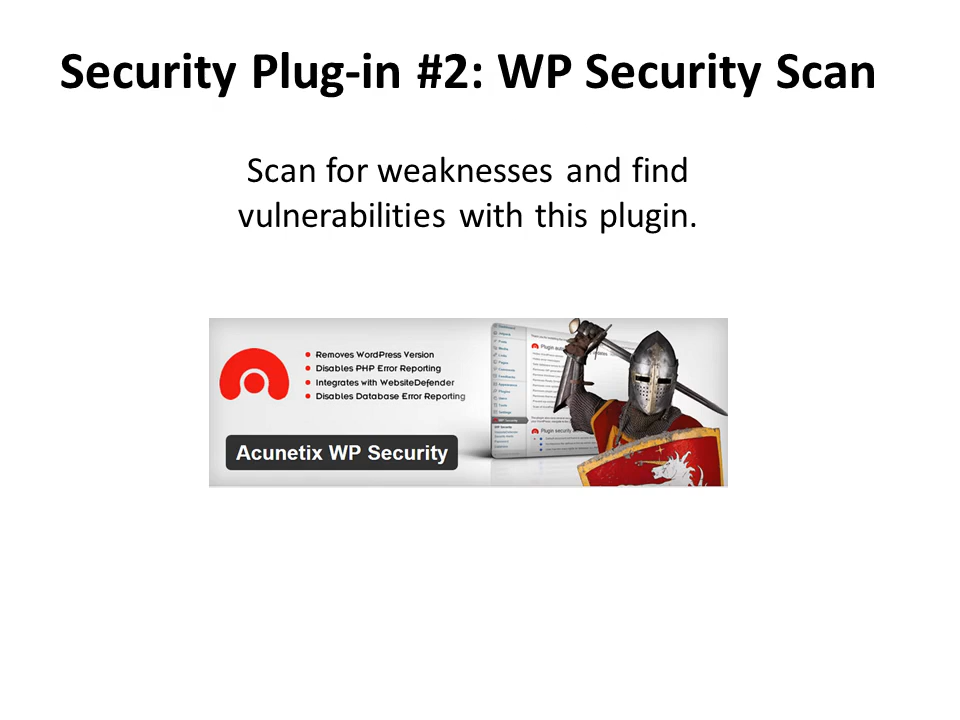 Security Plug-in #2: WP Security Scan
Scan for weaknesses and find
vulnerabilities with this plugin.
Removes WordPress Version
Disables PHP Error Reporting
Integrates with WebsiteDefender
Disables Database Error Reporting
Acunetix WP Security